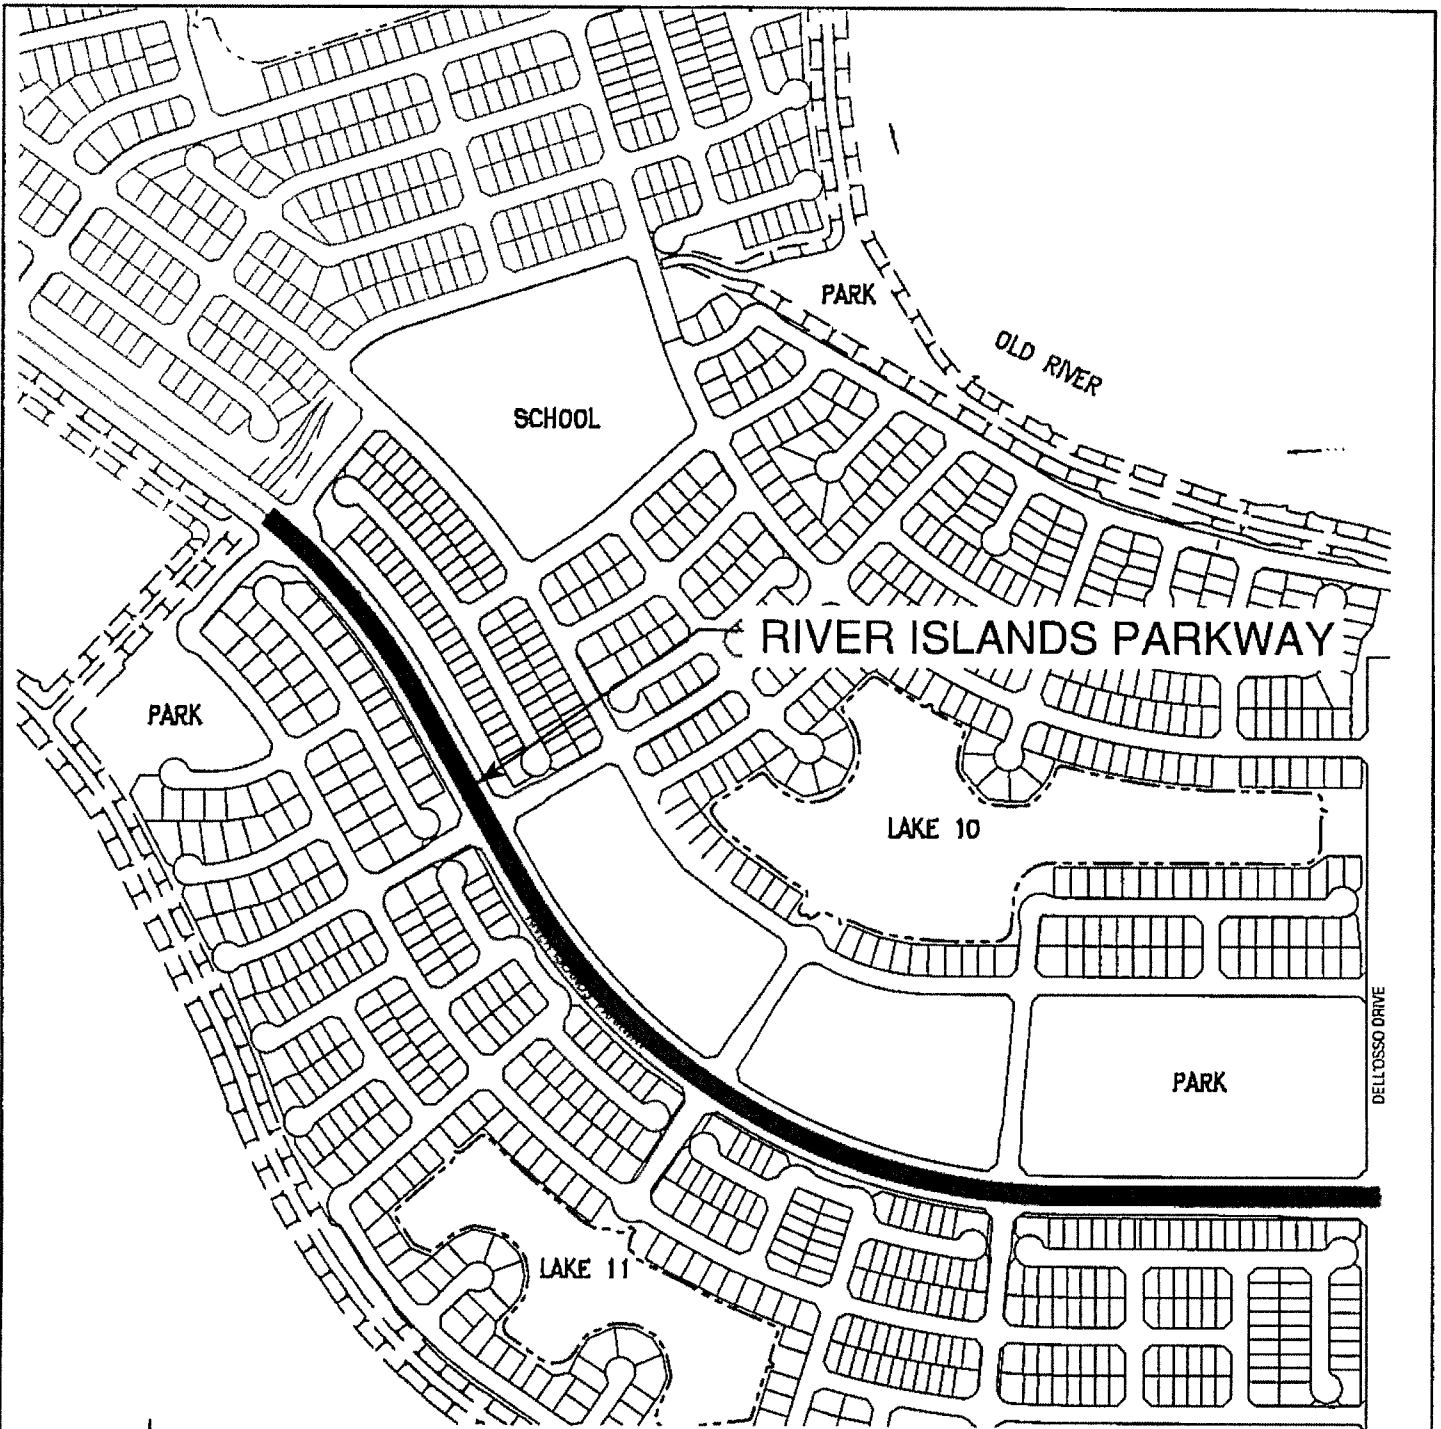 PARK
OLD RIVER
SCHOOL
RIVER ISLANDS PARKWAY
PARK
LAKE 10
DELL'OSSO DRIVE
PARK
LAKE 11